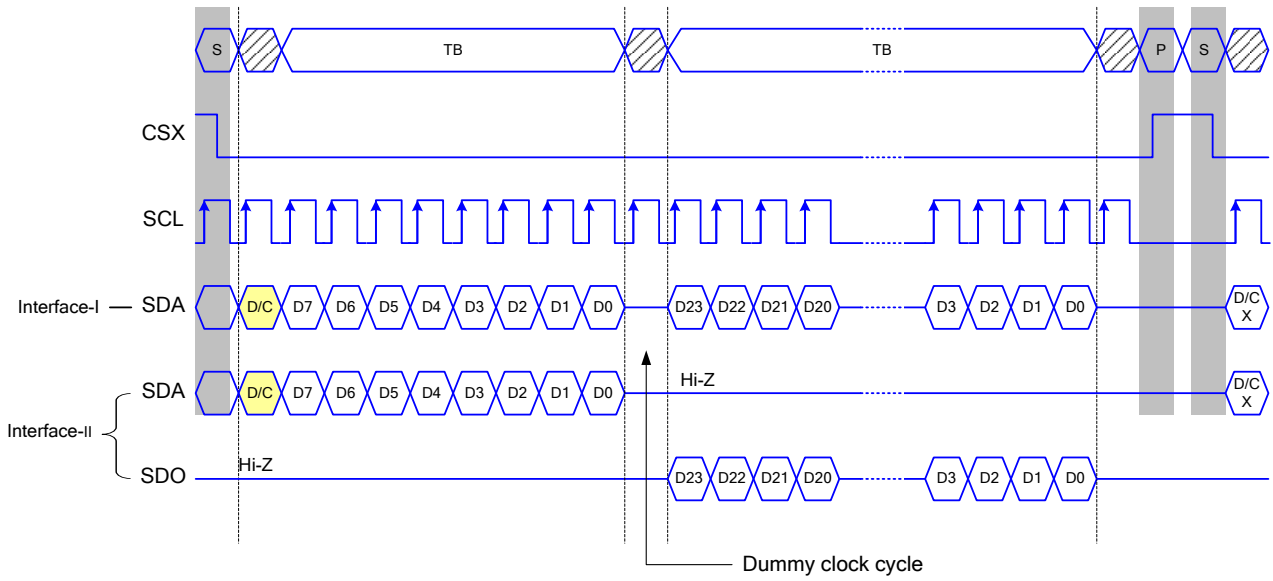 S TB TB P S
CSX
SCL
Interface-I SDA D/C D7 D6 D5 D4 D3 D2 D1 D0 D23 D22 D21 D20 D3 D2 D1 D0 D/C X
SDA D/C D7 D6 D5 D4 D3 D2 D1 D0 Hi-Z D/C X
Interface-II
SDO Hi-Z D23 D22 D21 D20 D3 D2 D1 D0
Dummy clock cycle